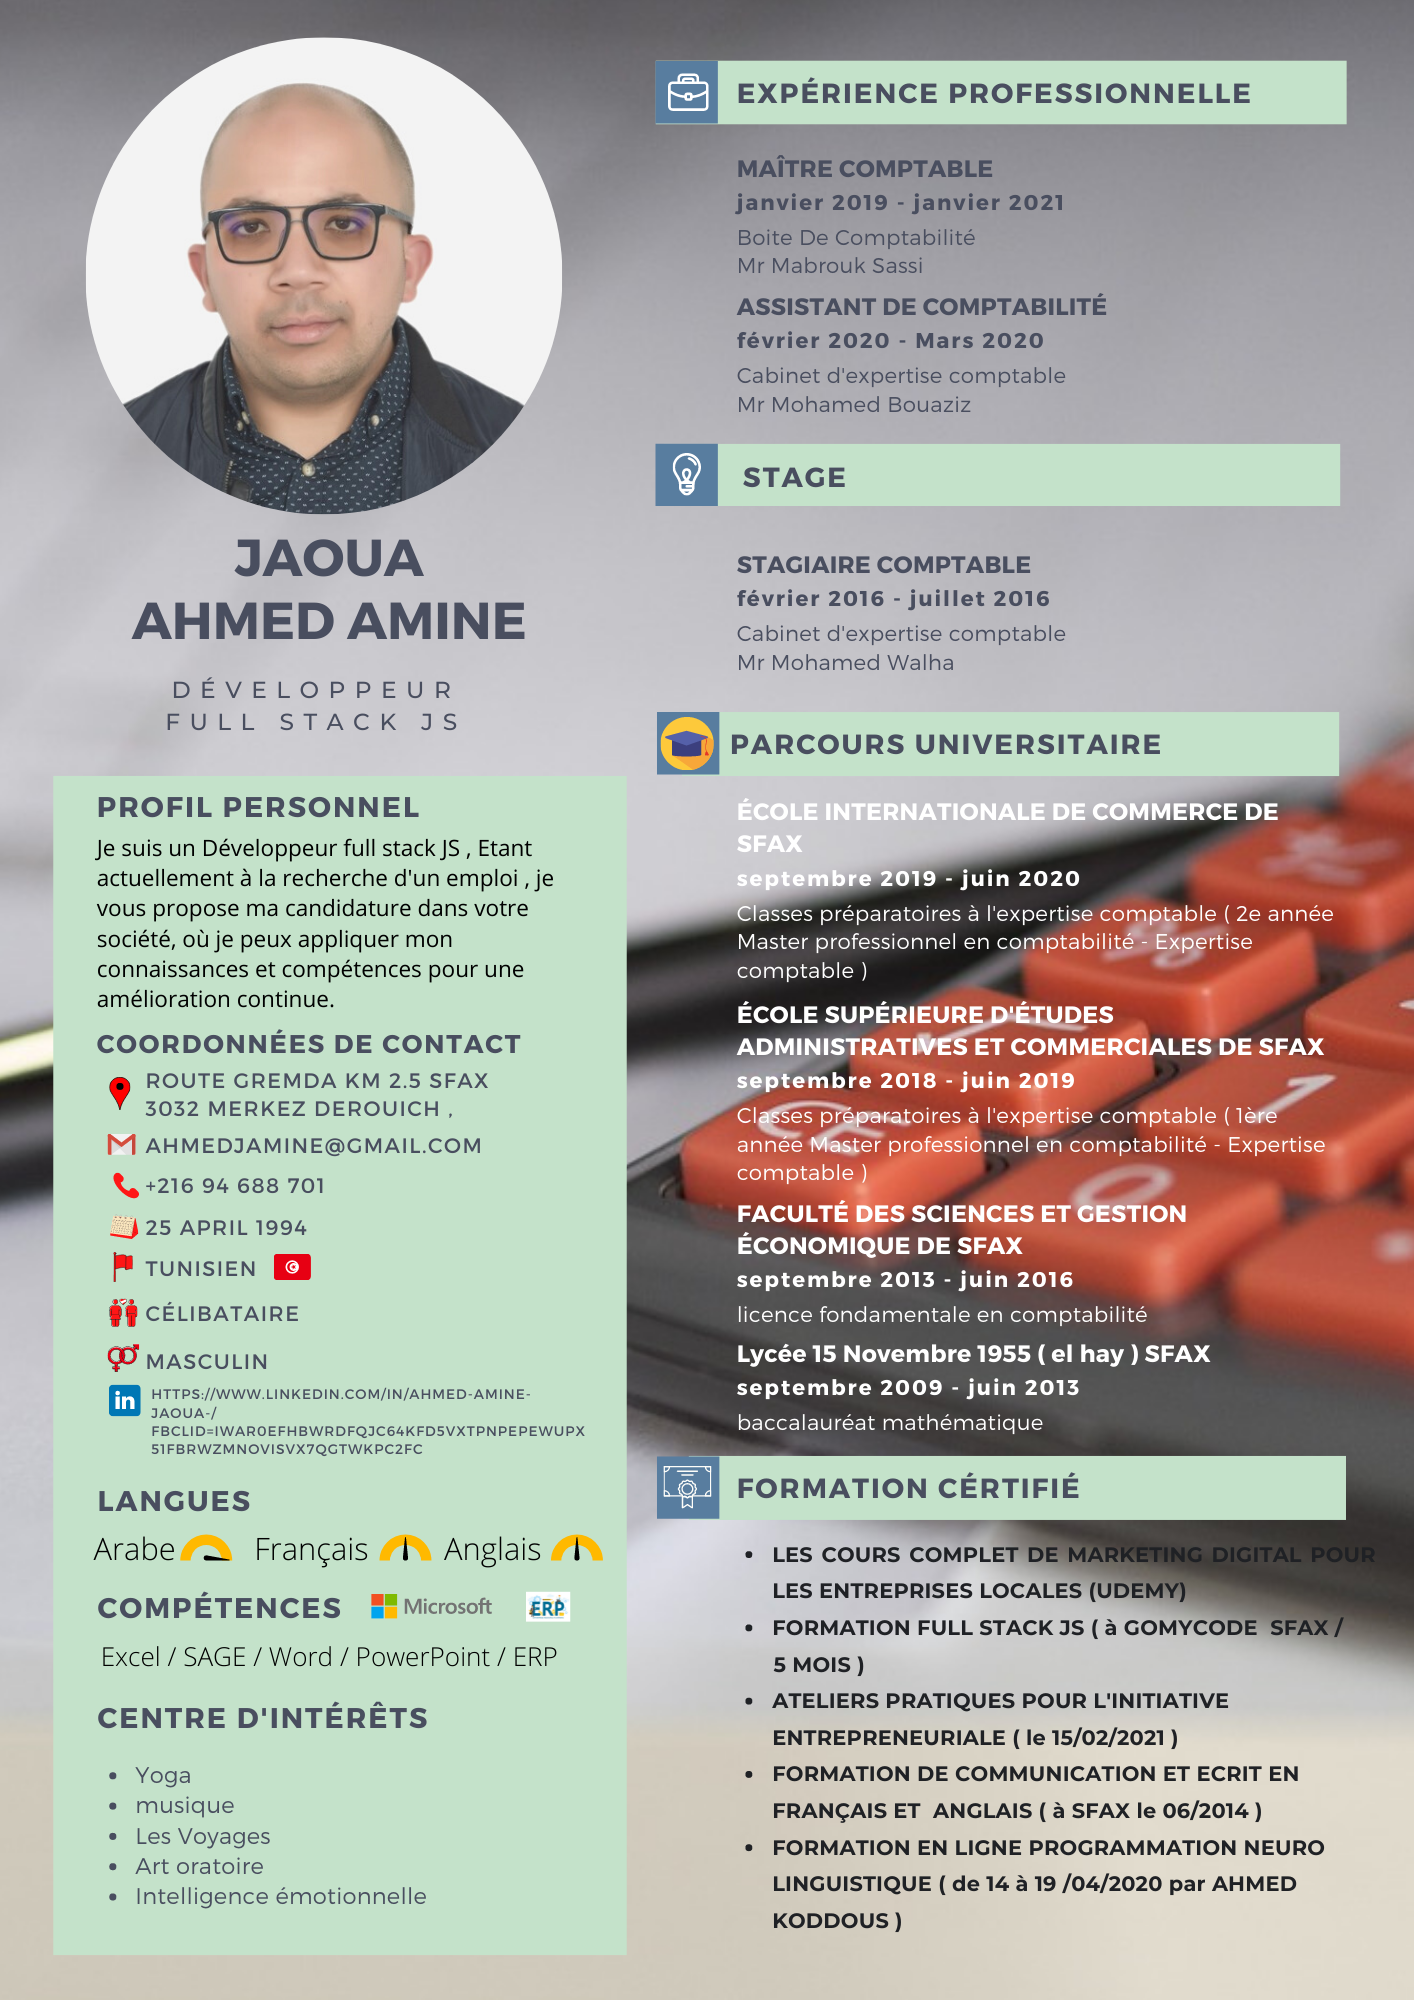 JAOUA
AHMED AMINE
DÉVELOPPEUR
FULL STACK JS
PROFIL PERSONNEL
Je suis un Développeur full stack JS , Etant
actuellement à la recherche d'un emploi , je
vous propose ma candidature dans votre
société, où je peux appliquer mon
connaissances et compétences pour une
amélioration continue.
COORDONNÉES DE CONTACT
ROUTE GREMDA KM 2.5 SFAX
3032 MERKEZ DEROUICH ,
AHMEDJAMINE@GMAIL.COM
+216 94 688 701
25 APRIL 1994
TUNISIEN
CÉLIBATAIRE
MASCULIN
in HTTPS://WWW.LINKEDIN.COM/IN/AHMED-AMINE-
JAOUA-/
FBCLID=IWAR0EFHBWRDFQJC64KFD5VXTPNPEPEWUPX
51FBRWZMNOVISVX7QGTWKPC2FC
LANGUES
Arabe Français Anglais
COMPÉTENCES Microsoft ERP
Excel / SAGE / Word / PowerPoint / ERP
CENTRE D'INTÉRÊTS
• Yoga
• musique
• Les Voyages
• Art oratoire
• Intelligence émotionnelle
EXPÉRIENCE PROFESSIONNELLE
MAÎTRE COMPTABLE
janvier 2019 - janvier 2021
Boite De Comptabilité
Mr Mabrouk Sassi
ASSISTANT DE COMPTABILITÉ
février 2020 - Mars 2020
Cabinet d'expertise comptable
Mr Mohamed Bouaziz
STAGE
STAGIAIRE COMPTABLE
février 2016 - juillet 2016
Cabinet d'expertise comptable
Mr Mohamed Walha
PARCOURS UNIVERSITAIRE
ÉCOLE INTERNATIONALE DE COMMERCE DE
SFAX
septembre 2019 - juin 2020
Classes préparatoires à l'expertise comptable ( 2e année
Master professionnel en comptabilité - Expertise
comptable )
ÉCOLE SUPÉRIEURE D'ÉTUDES
ADMINISTRATIVES ET COMMERCIALES DE SFAX
septembre 2018 - juin 2019
Classes préparatoires à l'expertise comptable ( 1ère
année Master professionnel en comptabilité - Expertise
comptable )
FACULTÉ DES SCIENCES ET GESTION
ÉCONOMIQUE DE SFAX
septembre 2013 - juin 2016
licence fondamentale en comptabilité
Lycée 15 Novembre 1955 ( el hay ) SFAX
septembre 2009 - juin 2013
baccalauréat mathématique
FORMATION CÉRTIFIÉ
• LES COURS COMPLET DE MARKETING DIGITAL POUR
LES ENTREPRISES LOCALES (UDEMY)
• FORMATION FULL STACK JS ( à GOMYCODE SFAX /
5 MOIS )
• ATELIERS PRATIQUES POUR L'INITIATIVE
ENTREPRENEURIALE ( le 15/02/2021 )
• FORMATION DE COMMUNICATION ET ECRIT EN
FRANÇAIS ET ANGLAIS ( à SFAX le 06/2014 )
• FORMATION EN LIGNE PROGRAMMATION NEURO
LINGUISTIQUE ( de 14 à 19 /04/2020 par AHMED
KODDOUS )